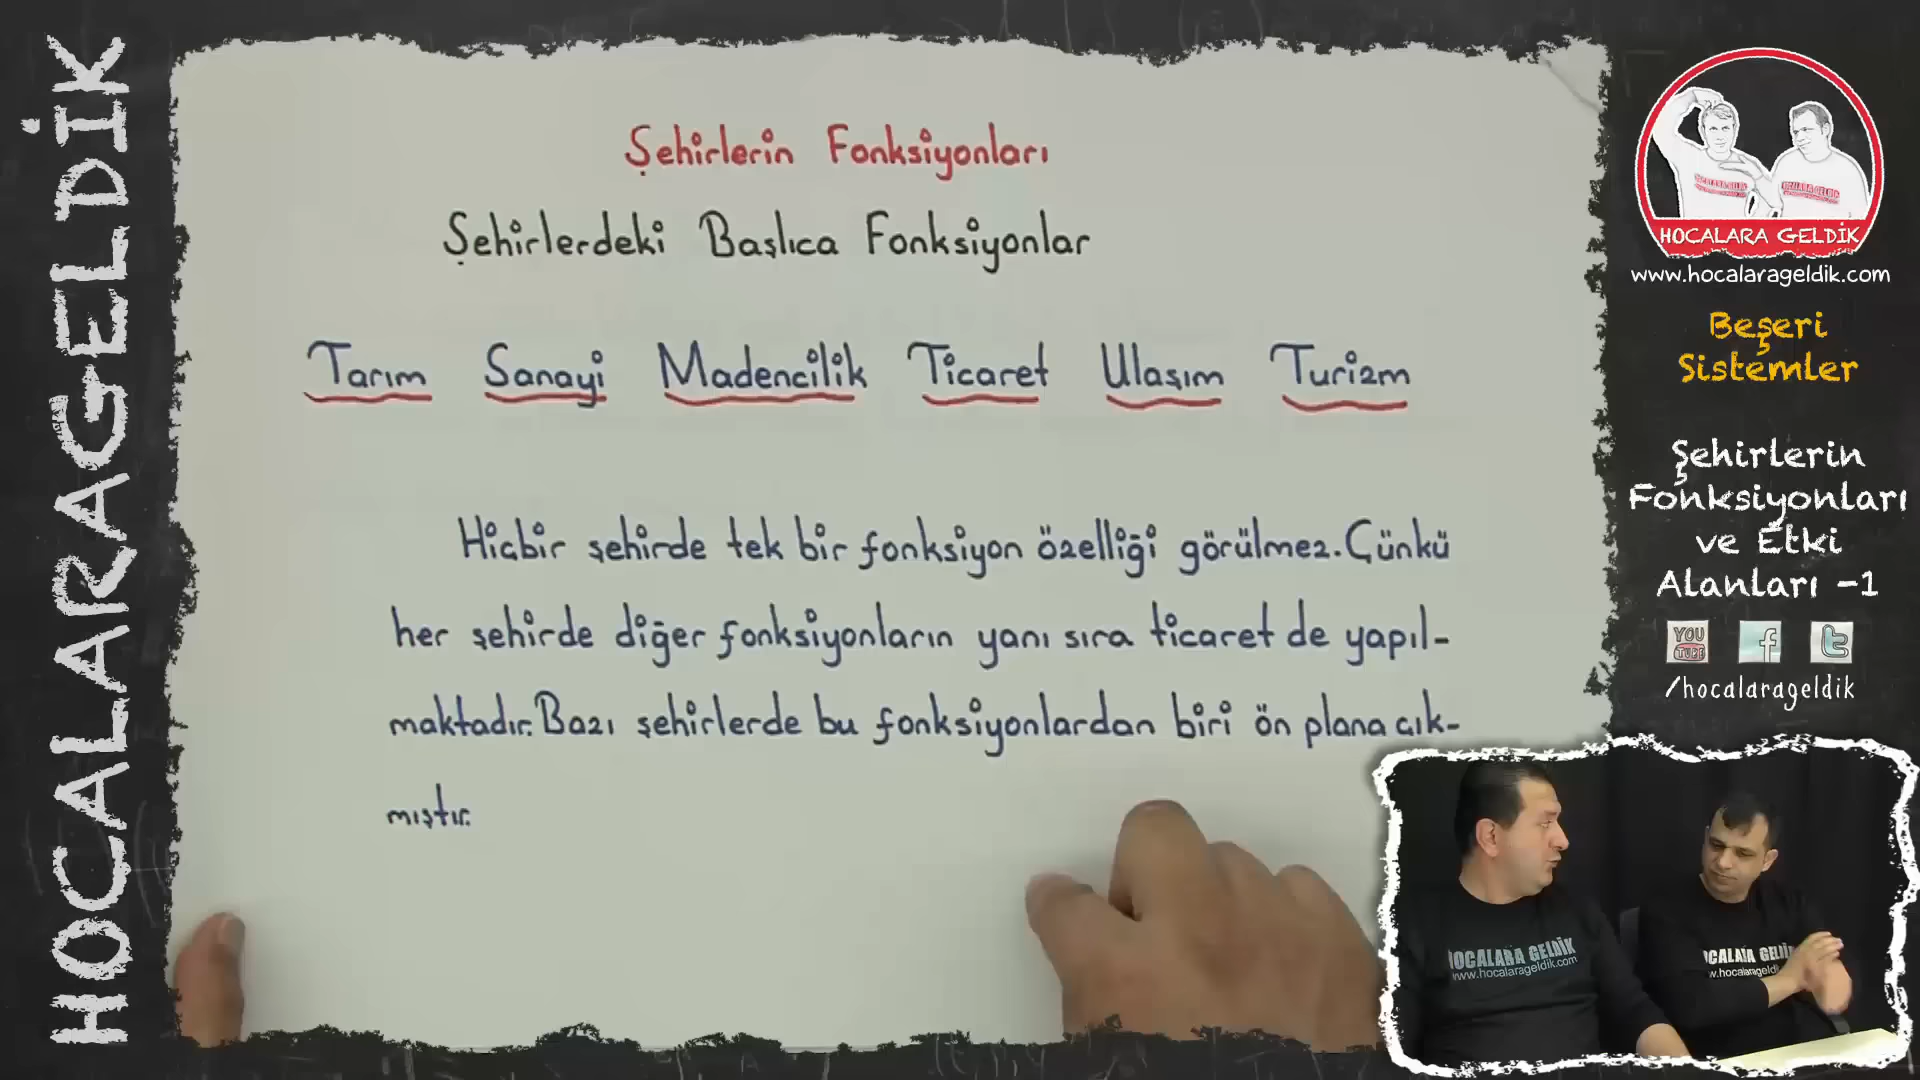 HOCALARAGELDİK
Şehirlerin Fonksiyonları
Şehirlerdeki Başlıca Fonksiyonlar
Tarım Sanayi Madencilik Ticaret Ulaşım Turizm
Hiçbir şehirde tek bir fonksiyon özelliği görülmez. Çünkü
her şehirde diğer fonksiyonların yanı sıra ticaret de yapıl-
maktadır. Bazı şehirlerde bu fonksiyonlardan biri ön plana çık-
mıştır.
HOCALARA GELDİK
www.hocalarageldik.com
Beşeri
Sistemler
Şehirlerin
Fonksiyonları
ve Etki
Alanları -1
YOU
TUBE
f
t
/hocalarageldik
HOCALARA GELDİK
www.hocalarageldik.com